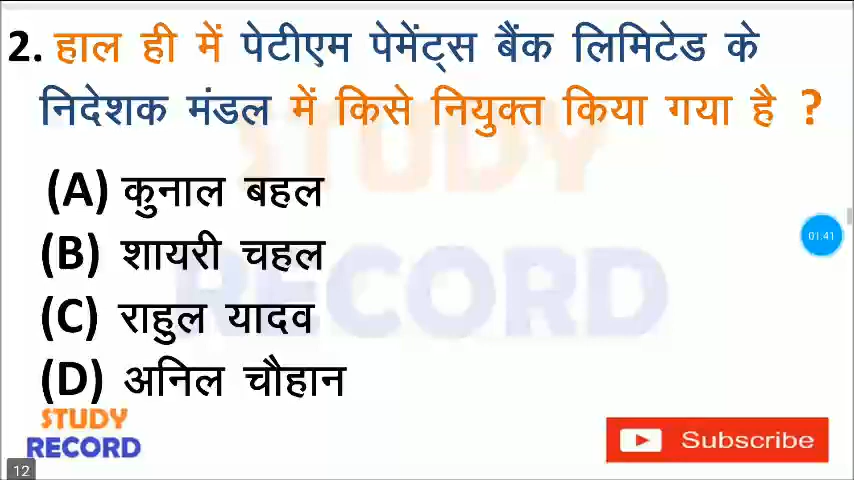 2. हाल ही में पेटीएम पेमेंट्स बैंक लिमिटेड के
निदेशक मंडल में किसे नियुक्त किया गया है ?
STUDY
RECORD
(A) कुनाल बहल
(B) शायरी चहल
01:41
(C) राहुल यादव
(D) अनिल चौहान
STUDY
RECORD
Subscribe
12